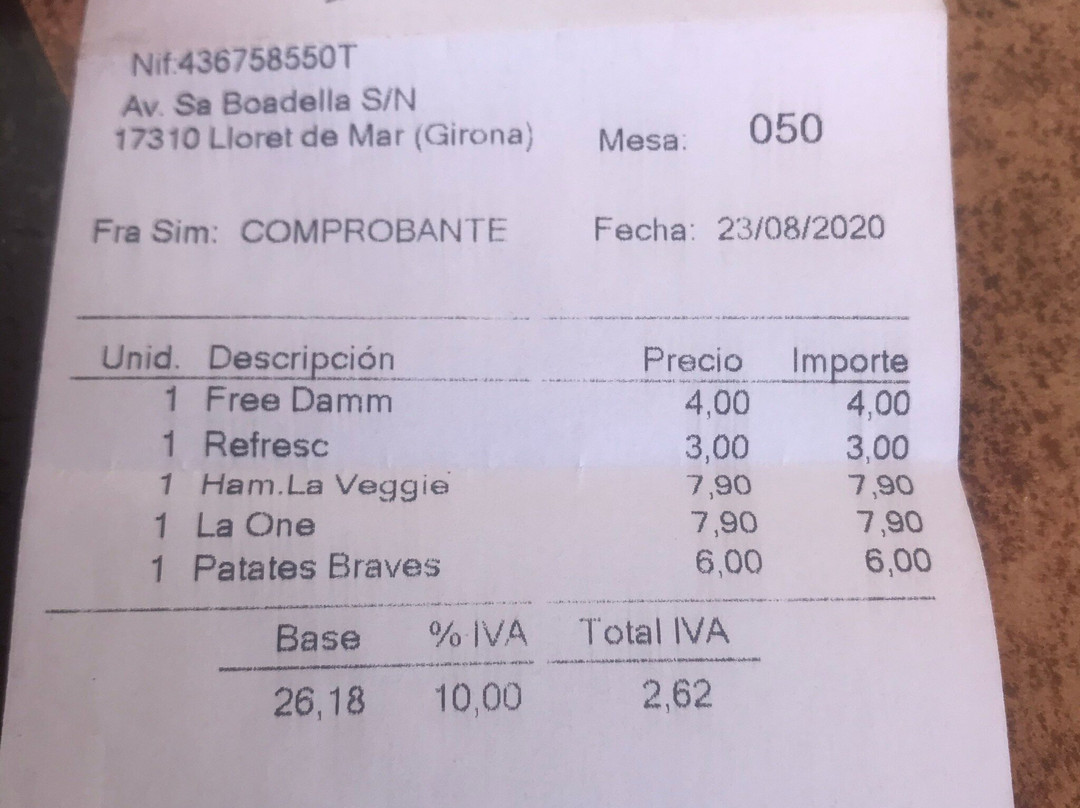 Nif:436758550T
Av. Sa Boadella S/N
17310 Lloret de Mar (Girona)
Mesa: 050
Fra Sim: COMPROBANTE Fecha: 23/08/2020
Unid. Descripción Precio Importe
1 Free Damm 4,00 4,00
1 Refresc 3,00 3,00
1 Ham.La Veggie 7,90 7,90
1 La One 7,90 7,90
1 Patates Braves 6,00 6,00
Base % IVA Total IVA
26,18 10,00 2,62